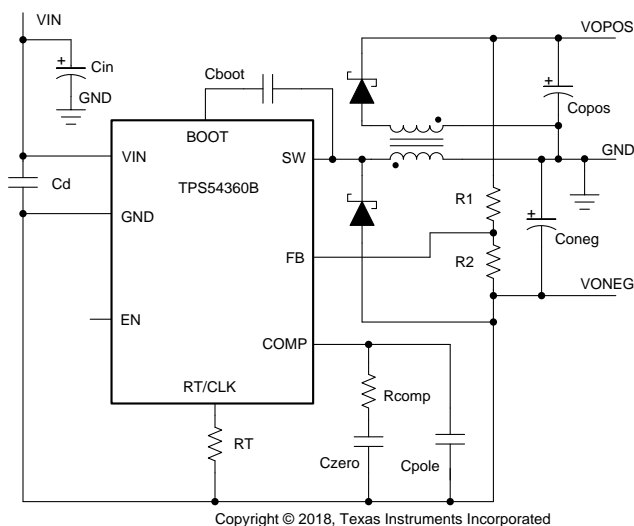 VIN
VOPOS
+
Cin
GND
Cboot
+
Copos
BOOT
VIN
SW
GND
Cd
TPS54360B
R1
GND
+
Coneg
FB
R2
VONEG
EN
COMP
RT/CLK
Rcomp
RT
Czero
Cpole
Copyright © 2018, Texas Instruments Incorporated